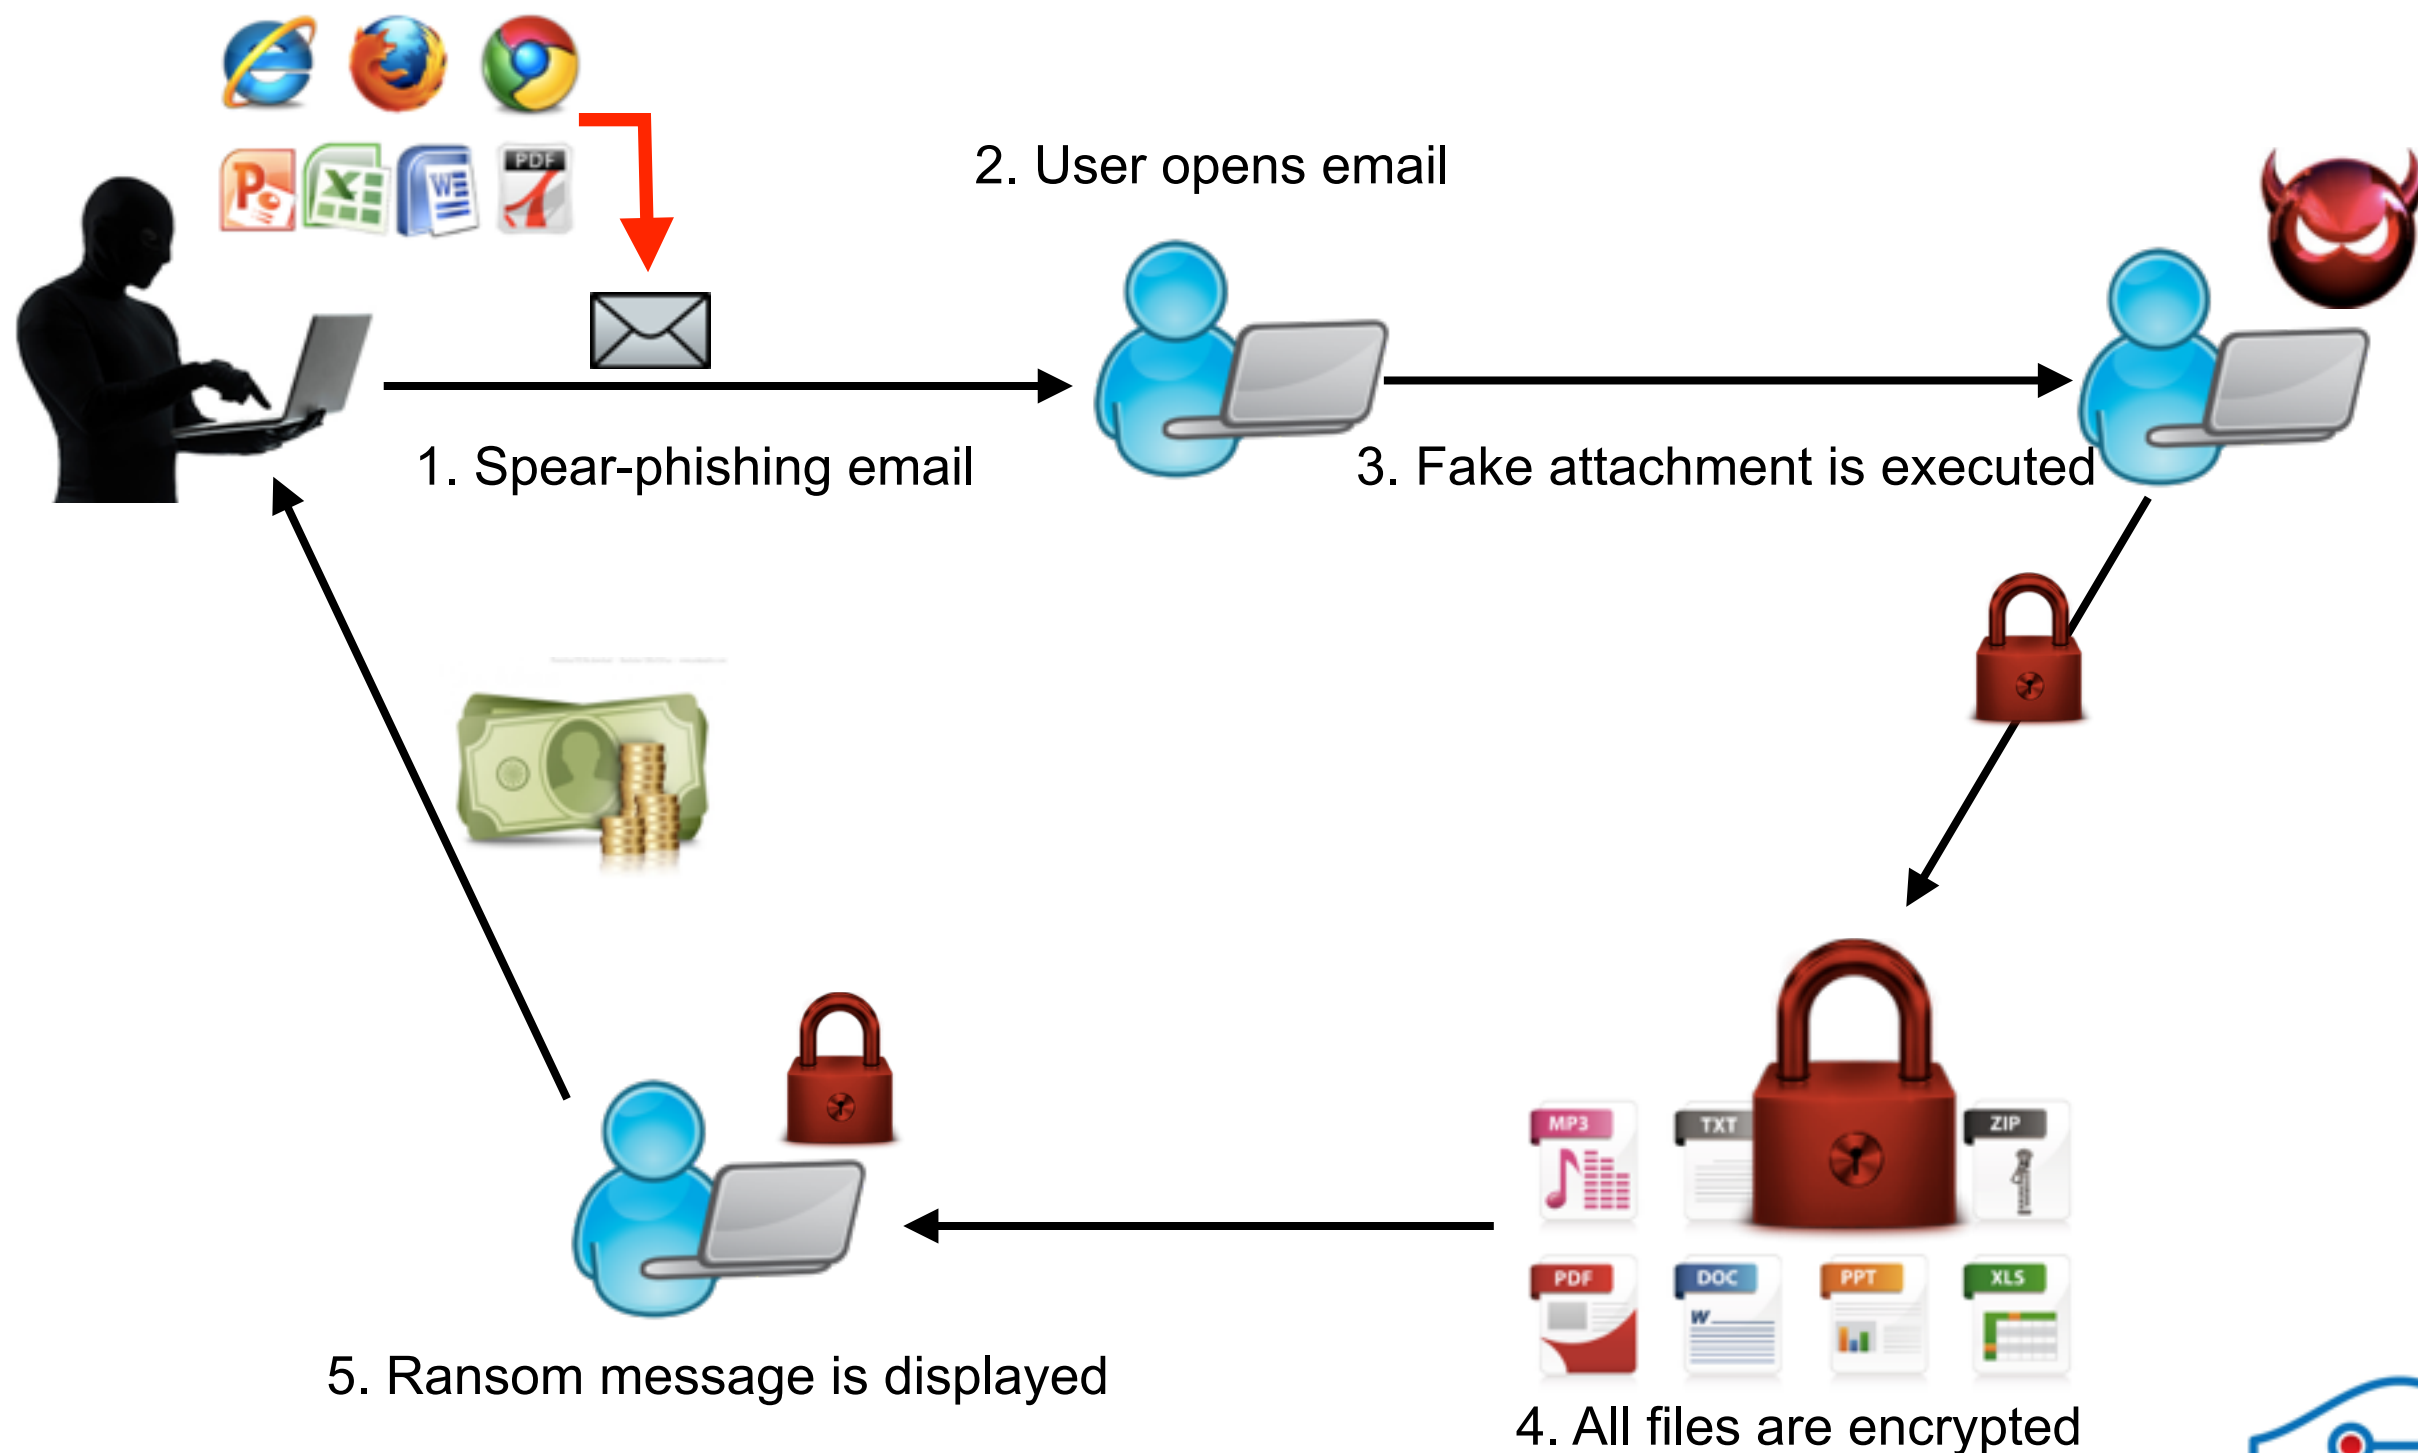 PDF
2. User opens email
1. Spear-phishing email
3. Fake attachment is executed
MP3
TXT
ZIP
PDF
DOC
PPT
XLS
W
5. Ransom message is displayed
4. All files are encrypted